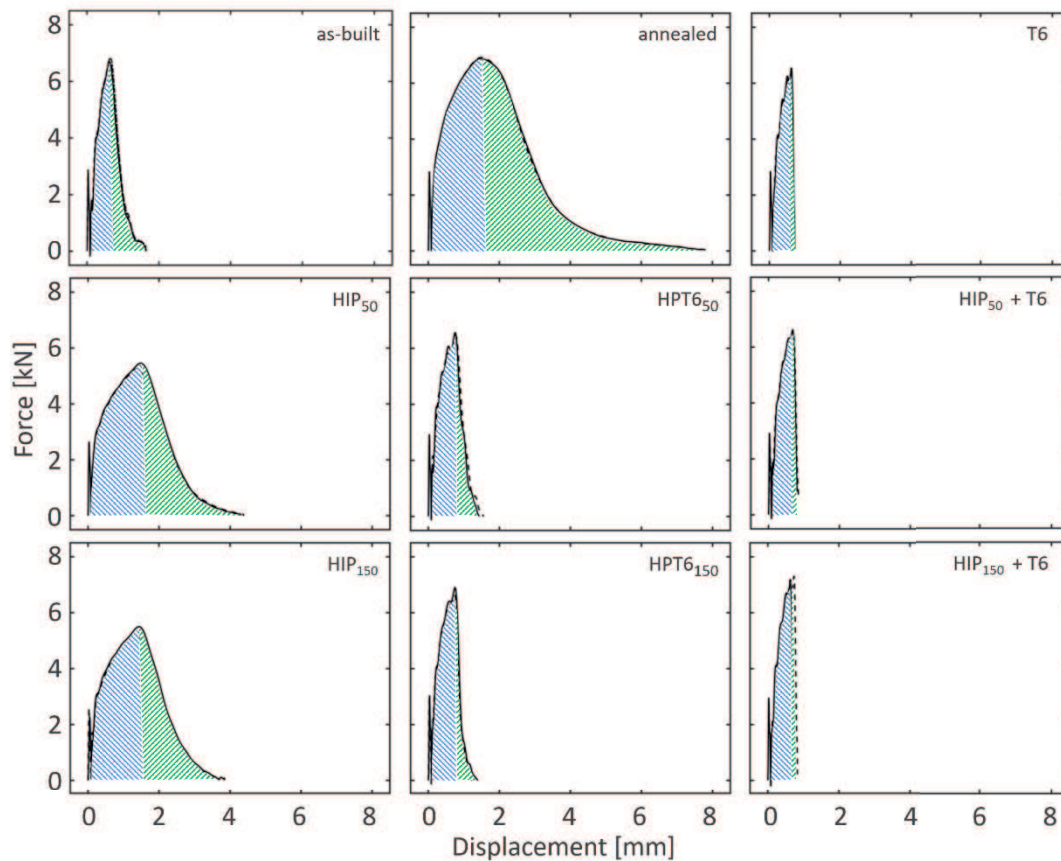 8
6
4
2
0
as-built
annealed
T6
8
6
4
2
0
HIP₅₀
HPT6₅₀
HIP₅₀ + T6
8
6
4
2
0
HIP₁₅₀
HPT6₁₅₀
HIP₁₅₀ + T6
Force [kN]
0 2 4 6 8 0 2 4 6 8 0 2 4 6 8
Displacement [mm]